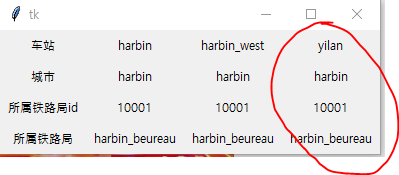 tk
车站 harbin harbin_west yilan
城市 harbin harbin harbin
所属铁路局id 10001 10001 10001
所属铁路局 harbin_beureau harbin_beureau harbin_beureau